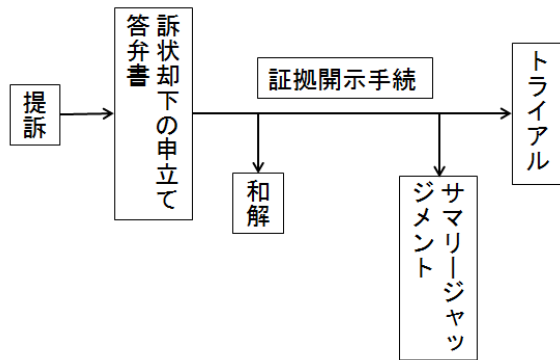 提訴
訴状却下の申立て
答弁書
証拠開示手続
和解
サマリージャッ
ジメント
トライアル